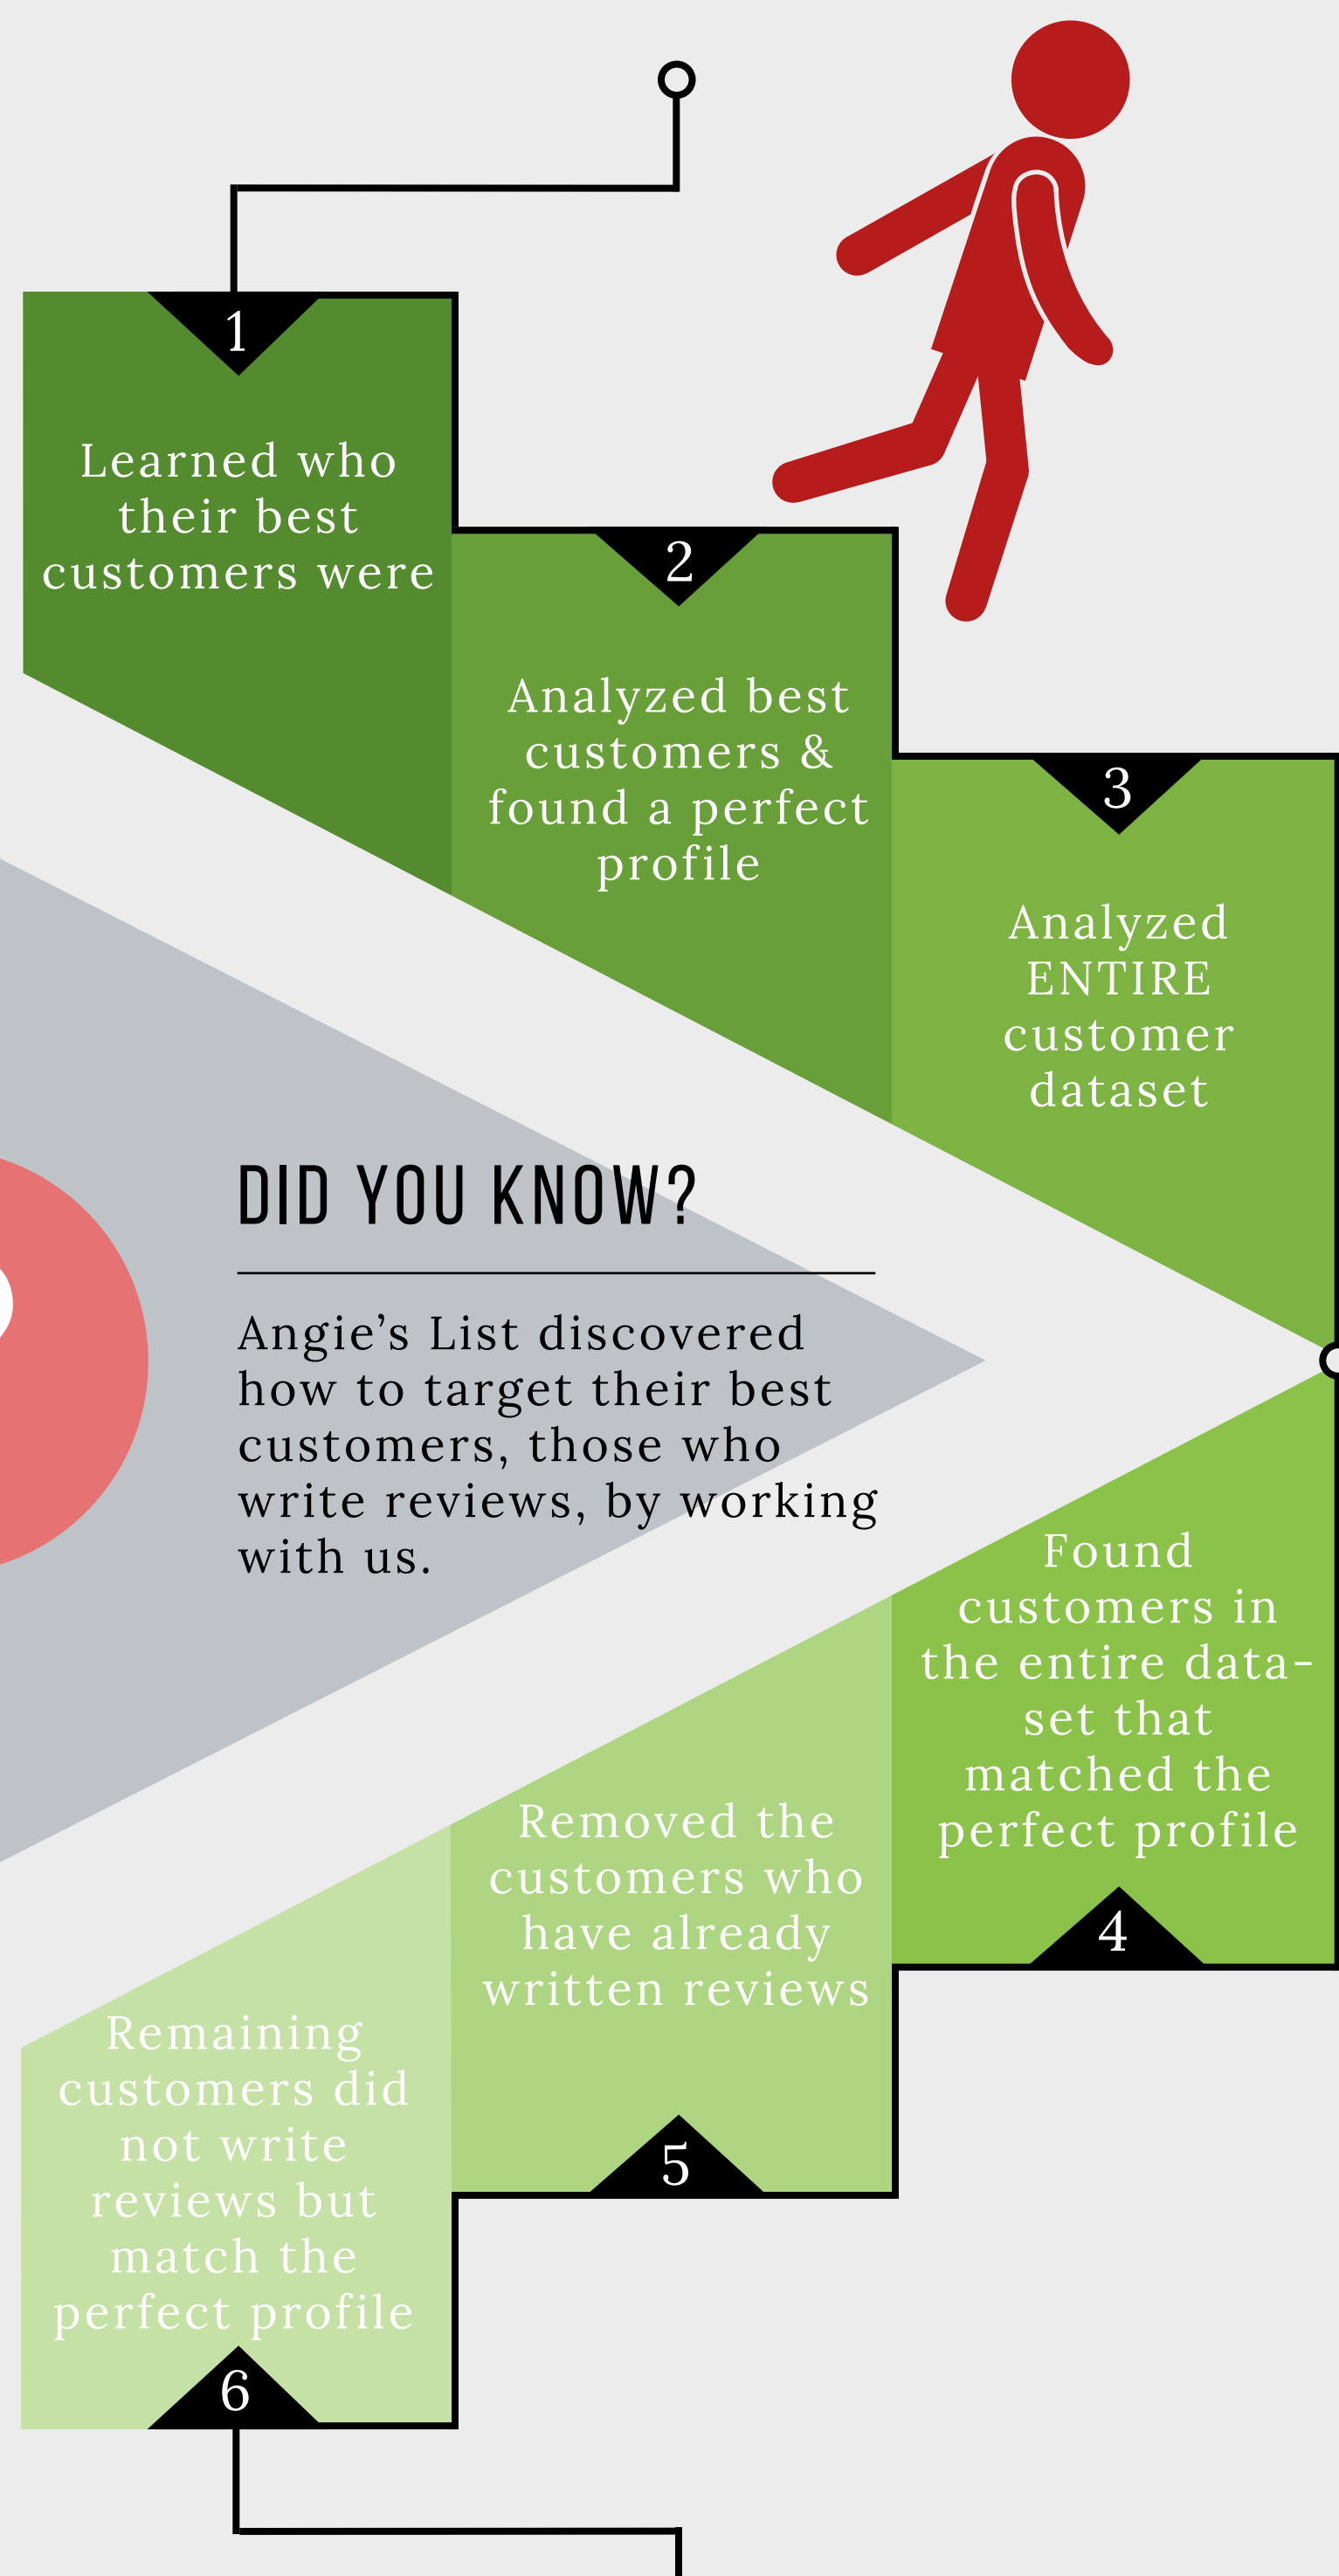 1
Learned who
their best
customers were
2
Analyzed best
customers &
found a perfect
profile
3
Analyzed
ENTIRE
customer
dataset
DID YOU KNOW?
Angie’s List discovered
how to target their best
customers, those who
write reviews, by working
with us.
Found
customers in
the entire data-
set that
matched the
perfect profile
4
Removed the
customers who
have already
written reviews
5
Remaining
customers did
not write
reviews but
match the
perfect profile
6